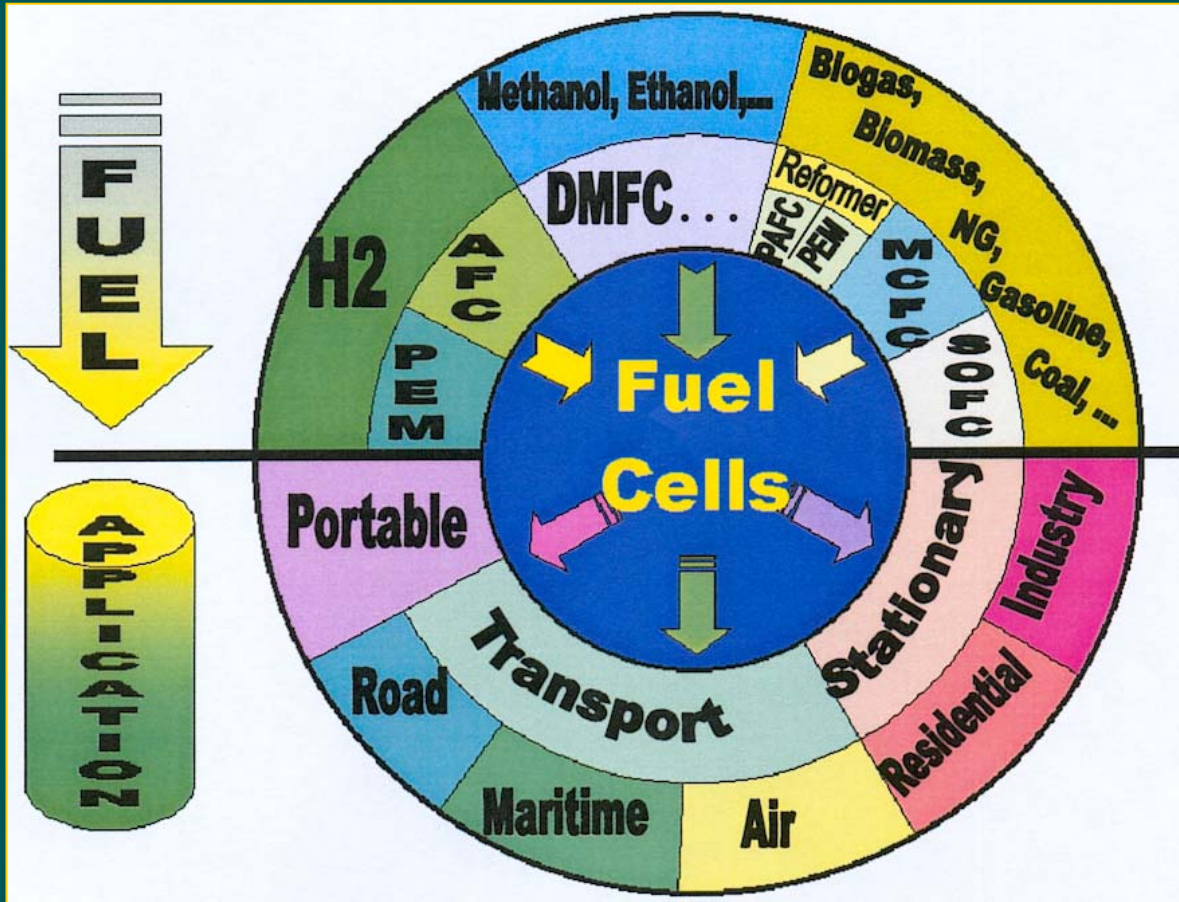 FUEL
H2
AFC
PEM
Methanol, Ethanol,...
DMFC...
Biogas,
Biomass,
NG,
Gasoline,
Coal, ...
Reformer
PAFC
PEM
MCFC
SOFC
Fuel
Cells
APPLICATION
Portable
Transport
Road
Maritime
Air
Stationary
Residential
Industry